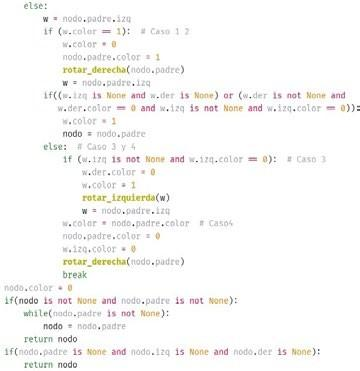 else:
w = nodo.padre.izq
if (w.color == 1):  # Caso 1 2
w.color = 0
nodo.padre.color = 1
rotar_derecha(nodo.padre)
w = nodo.padre.izq
if((w.izq is None and w.der is None) or (w.der is not None and
w.der.color == 0 and w.izq is not None and w.izq.color == 0)):
w.color = 1
nodo = nodo.padre
else:  # Caso 3 y 4
if (w.izq is not None and w.izq.color == 0):  # Caso 3
w.der.color = 0
w.color = 1
rotar_izquierda(w)
w = nodo.padre.izq
w.color = nodo.padre.color  # Caso4
nodo.padre.color = 0
w.izq.color = 0
rotar_derecha(nodo.padre)
break
nodo.color = 0
if(nodo is not None and nodo.padre is not None):
while(nodo.padre is not None):
nodo = nodo.padre
return nodo
if(nodo.padre is None and nodo.izq is None and nodo.der is None):
return nodo